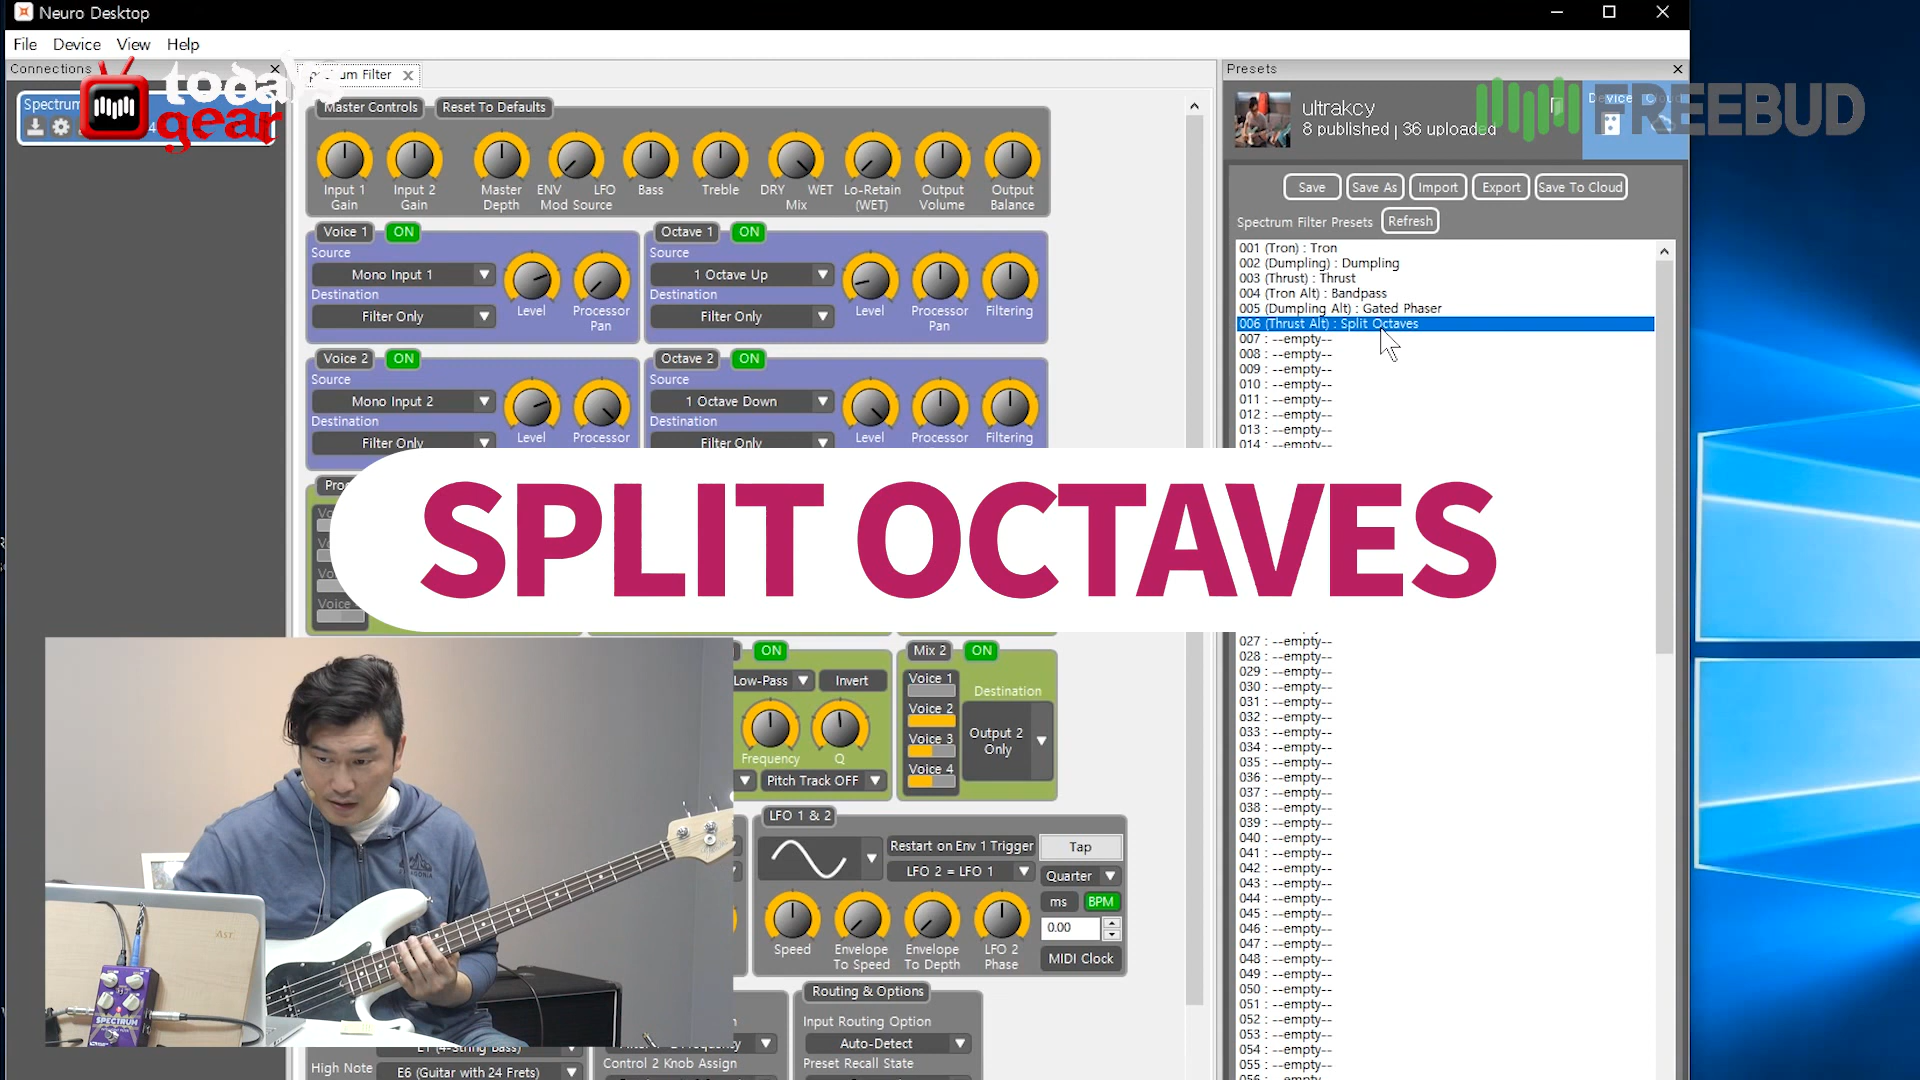 Neuro Desktop
File Device View Help
Connections
Spectrum
today's
gear
Filter
Presets
Master Controls
Reset To Defaults
Input 1 Gain
Input 2 Gain
Master Depth
ENV LFO
Mod Source
Bass
Treble
DRY WET
Mix
Lo-Retain (WET)
Output Volume
Output Balance
Voice 1 ON
Source
Mono Input 1
Destination
Filter Only
Level
Processor Pan
Octave 1 ON
Source
1 Octave Up
Destination
Filter Only
Level
Processor Pan
Filtering
Voice 2 ON
Source
Mono Input 2
Destination
Filter Only
Level
Processor
Octave 2 ON
Source
1 Octave Down
Destination
Filter Only
Level
Processor
Filtering
ultrakcy
8 published | 36 uploaded
Device
FREEBUD
Save
Save As
Import
Export
Save To Cloud
Spectrum Filter Presets
Refresh
001 (Tron) : Tron
002 (Dumpling) : Dumpling
003 (Thrust) : Thrust
004 (Tron Alt) : Bandpass
005 (Dumpling Alt) : Gated Phaser
006 (Thrust Alt) : Split Octaves
007 : --empty--
008 : --empty--
009 : --empty--
010 : --empty--
011 : --empty--
012 : --empty--
013 : --empty--
014 : --empty--
SPLIT OCTAVES
Voice
ON
Low-Pass
Invert
Frequency
Q
Pitch Track OFF
Mix 2 ON
Voice 1
Voice 2
Voice 3
Voice 4
Destination
Output 2 Only
LFO 1 & 2
Restart on Env 1 Trigger
LFO 2 = LFO 1
Tap
Quarter
ms
BPM
0.00
MIDI Clock
Speed
Envelope To Speed
Envelope To Depth
LFO 2 Phase
Routing & Options
Input Routing Option
Auto-Detect
Preset Recall State
Control 2 Knob Assign
E1 (4-String Bass)
High Note
E6 (Guitar with 24 Frets)
SPECTRUM
027 : --empty--
028 : --empty--
029 : --empty--
030 : --empty--
031 : --empty--
032 : --empty--
033 : --empty--
034 : --empty--
035 : --empty--
036 : --empty--
037 : --empty--
038 : --empty--
039 : --empty--
040 : --empty--
041 : --empty--
042 : --empty--
043 : --empty--
044 : --empty--
045 : --empty--
046 : --empty--
047 : --empty--
048 : --empty--
049 : --empty--
050 : --empty--
051 : --empty--
052 : --empty--
053 : --empty--
054 : --empty--
055 : --empty--